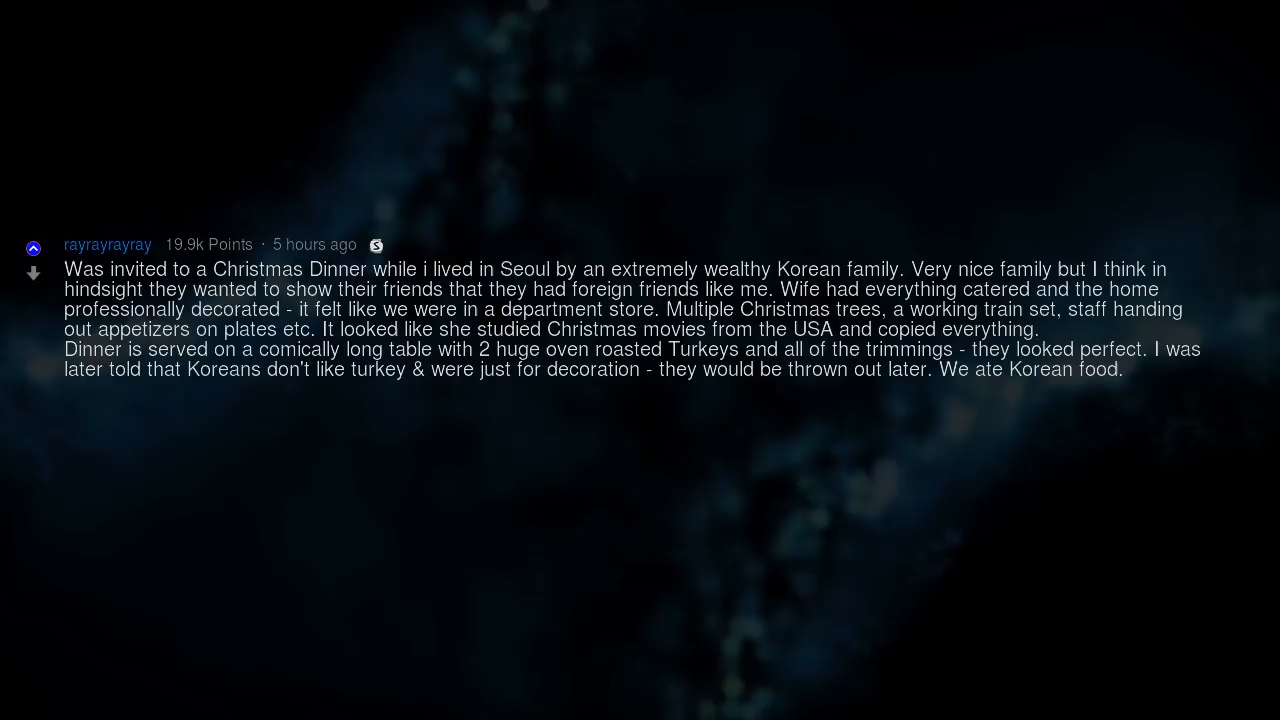 rayrayrayray 19.9k Points · 5 hours ago
Was invited to a Christmas Dinner while i lived in Seoul by an extremely wealthy Korean family. Very nice family but I think in
hindsight they wanted to show their friends that they had foreign friends like me. Wife had everything catered and the home
professionally decorated - it felt like we were in a department store. Multiple Christmas trees, a working train set, staff handing
out appetizers on plates etc. It looked like she studied Christmas movies from the USA and copied everything.
Dinner is served on a comically long table with 2 huge oven roasted Turkeys and all of the trimmings - they looked perfect. I was
later told that Koreans don't like turkey & were just for decoration - they would be thrown out later. We ate Korean food.